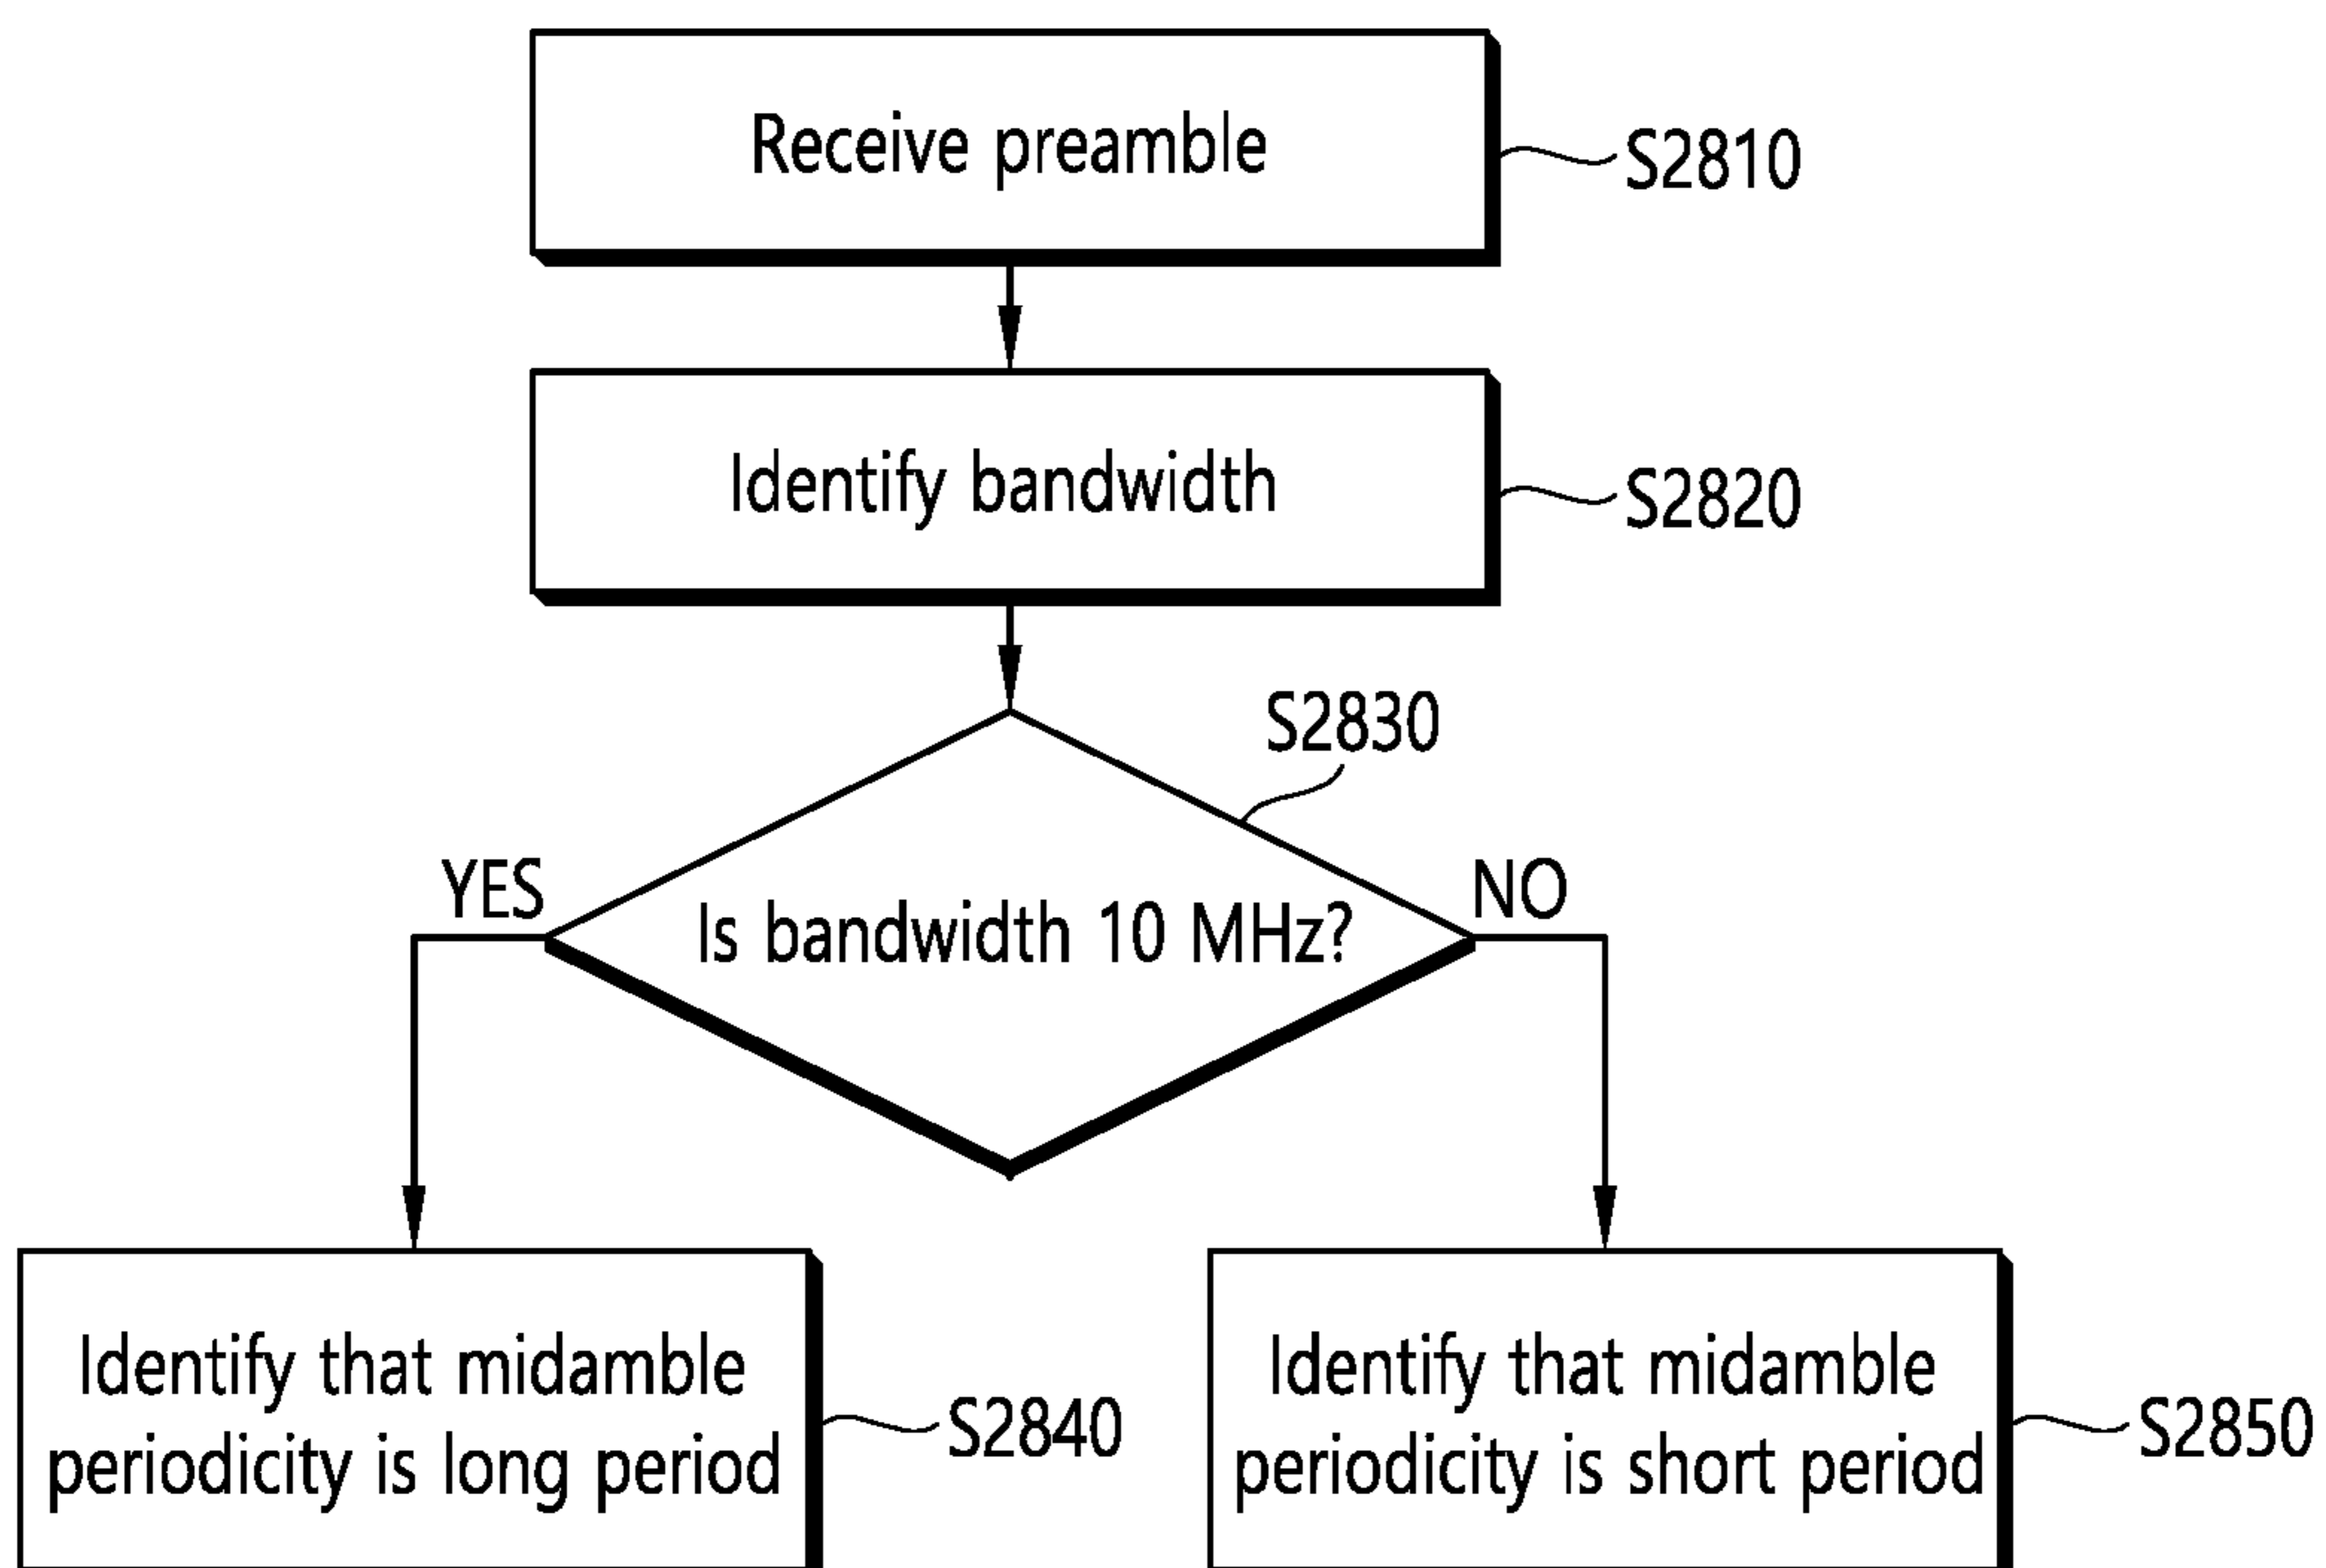 Receive preamble
S2810
Identify bandwidth
S2820
S2830
YES
NO
Is bandwidth 10 MHz?
Identify that midamble
periodicity is long period
S2840
Identify that midamble
periodicity is short period
S2850